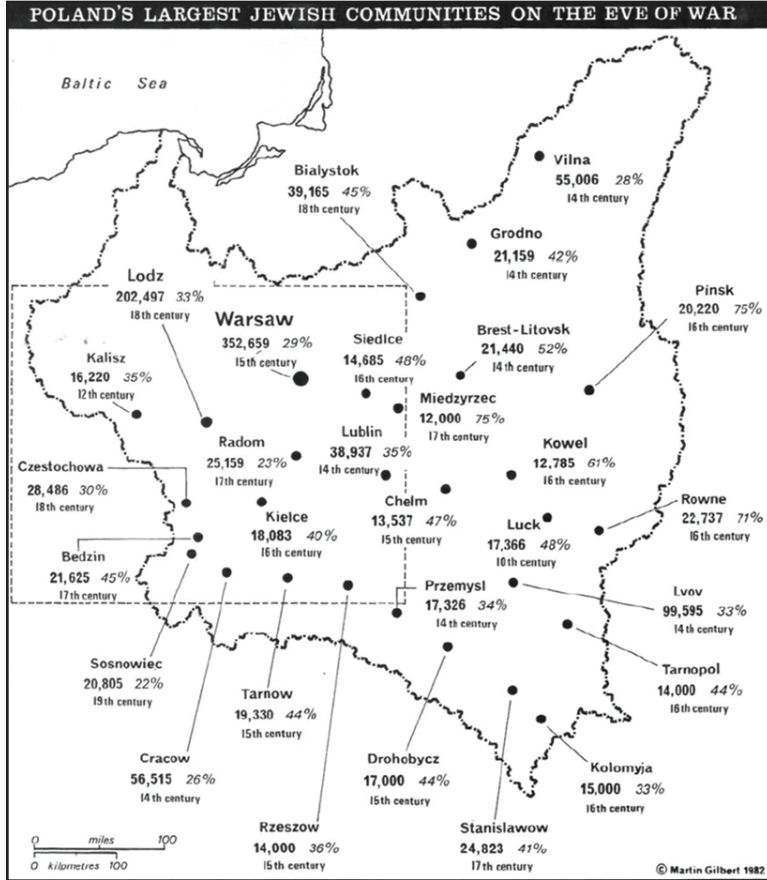 POLAND'S LARGEST JEWISH COMMUNITIES ON THE EVE OF WAR
Baltic Sea
Vilna
55,006 28%
14th century
Bialystok
39,165 45%
18th century
Grodno
21,159 42%
14th century
Lodz
202,497 33%
18th century
Pinsk
20,220 75%
16th century
Warsaw
352,659 29%
15th century
Siedlce
14,685 48%
16th century
Brest-Litovsk
21,440 52%
14th century
Kalisz
16,220 35%
12th century
Miedzyrzec
12,000 75%
17th century
Radom
25,159 23%
17th century
Lublin
38,937 35%
14th century
Kowel
12,785 61%
16th century
Czestochowa
28,486 30%
18th century
Chelm
13,537 47%
15th century
Rowne
22,737 71%
16th century
Kielce
18,083 40%
16th century
Luck
17,366 48%
10th century
Bedzin
21,625 45%
17th century
Przemysl
17,326 34%
14th century
Lvov
99,595 33%
14th century
Sosnowiec
20,805 22%
19th century
Tarnow
19,330 44%
15th century
Tarnopol
14,000 44%
16th century
Cracow
56,515 26%
14th century
Drohobycz
17,000 44%
15th century
Kolomyja
15,000 33%
16th century
Rzeszow
14,000 36%
15th century
Stanislawow
24,823 41%
17th century
0 miles 100
0 kilometres 100
© Martin Gilbert 1982